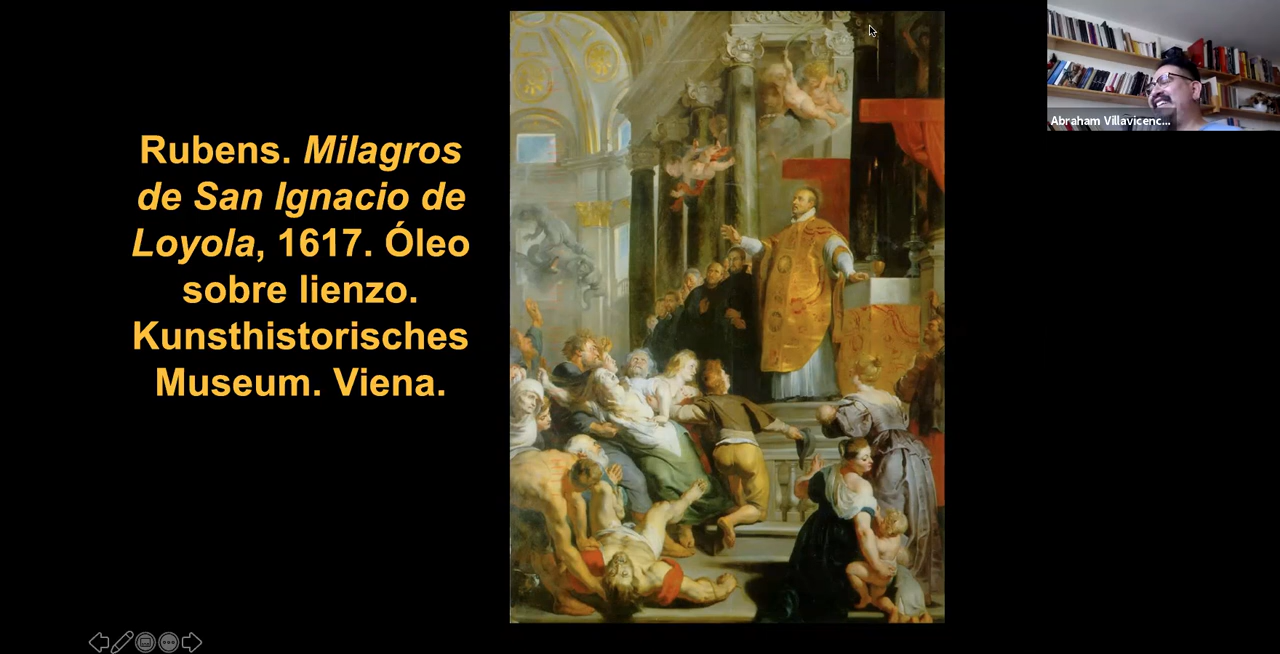 Rubens. Milagros
de San Ignacio de
Loyola, 1617. Óleo
sobre lienzo.
Kunsthistorisches
Museum. Viena.
Abraham Villavicenc...